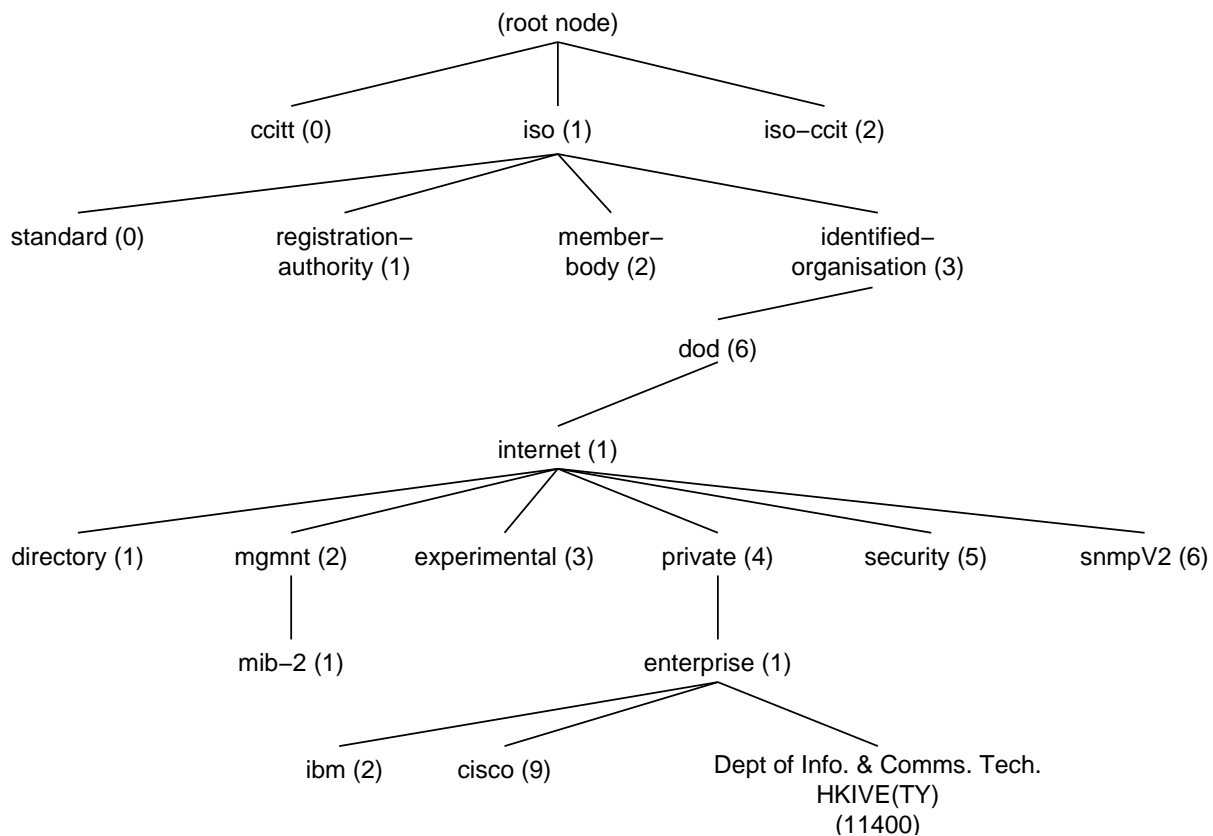 (root node)
ccitt (0)
iso (1)
iso−ccit (2)
standard (0)
registration−
authority (1)
member−
body (2)
identified−
organisation (3)
dod (6)
internet (1)
directory (1)
mgmnt (2)
experimental (3)
private (4)
security (5)
snmpV2 (6)
mib−2 (1)
enterprise (1)
ibm (2)
cisco (9)
Dept of Info. & Comms. Tech.
HKIVE(TY)
(11400)